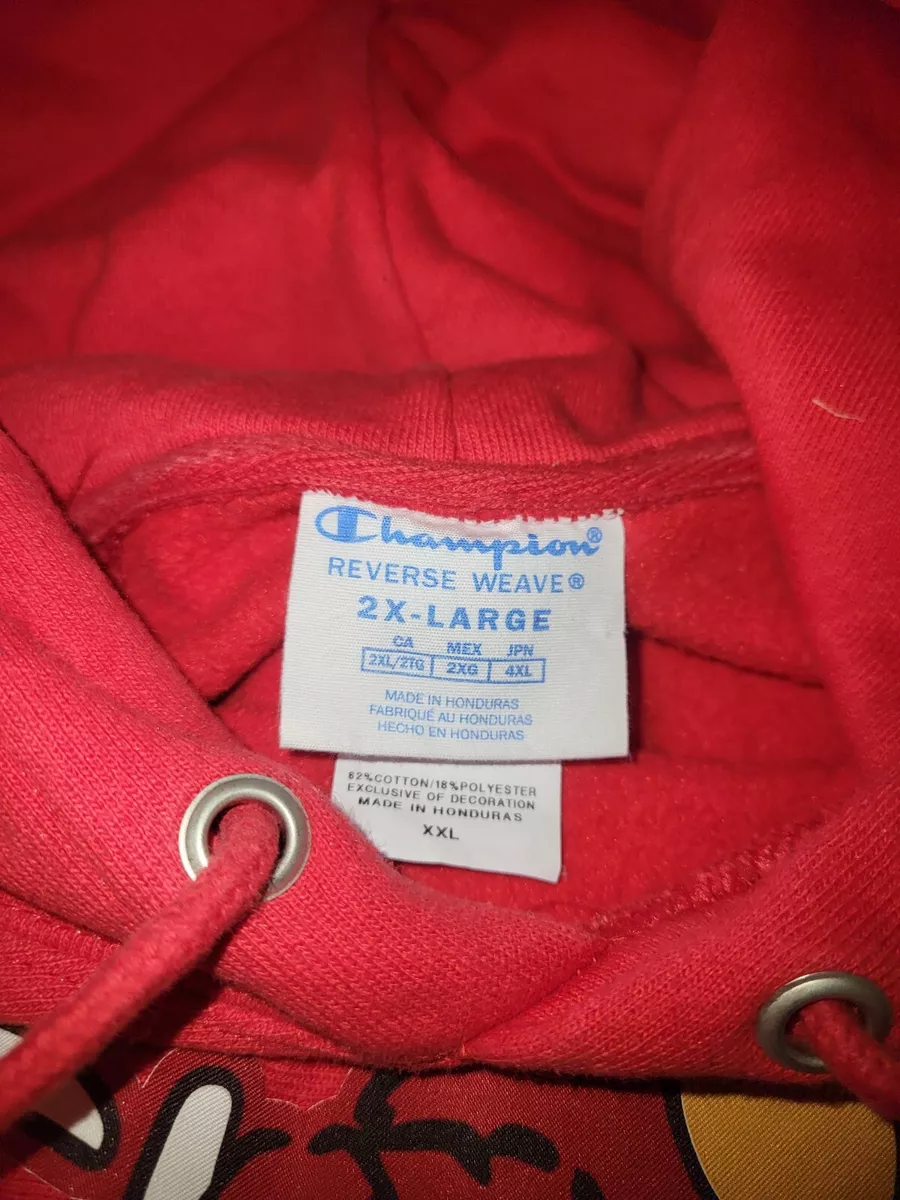 Champion®
REVERSE WEAVE®
2X-LARGE
CA MEX JPN
2XL/2TG 2XG 4XL
MADE IN HONDURAS
FABRIQUÉ AU HONDURAS
HECHO EN HONDURAS
82%COTTON/18%POLYESTER
EXCLUSIVE OF DECORATION
MADE IN HONDURAS
XXL